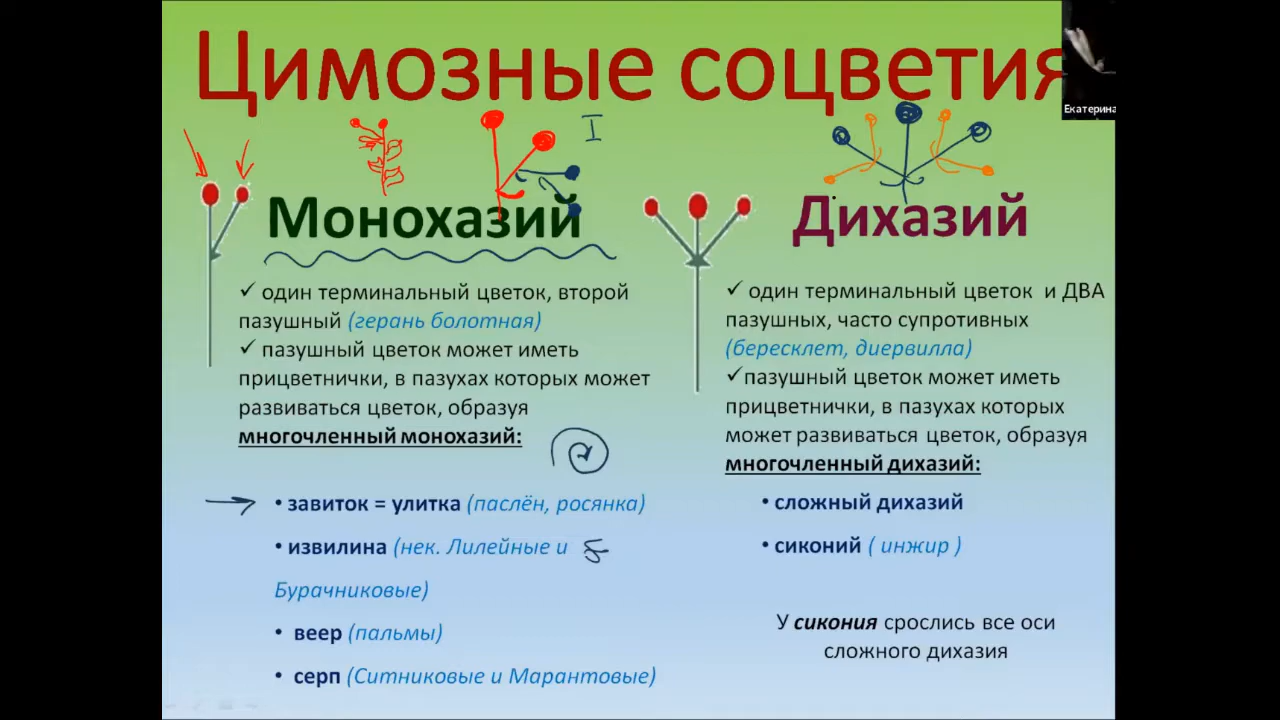 Цимозные соцветия
Екатерина
I
Монохазий
✓ один терминальный цветок, второй
пазушный (герань болотная)
✓ пазушный цветок может иметь
прицветнички, в пазухах которых может
развиваться цветок, образуя
многочленный монохазий:
• завиток = улитка (паслён, росянка)
• извилина (нек. Лилейные и
Бурачниковые)
• веер (пальмы)
• серп (Ситниковые и Марантовые)
Дихазий
✓ один терминальный цветок и ДВА
пазушных, часто супротивных
(бересклет, диервилла)
✓пазушный цветок может иметь
прицветнички, в пазухах которых
может развиваться цветок, образуя
многочленный дихазий:
• сложный дихазий
• сиконий ( инжир )
У сикония срослись все оси
сложного дихазия